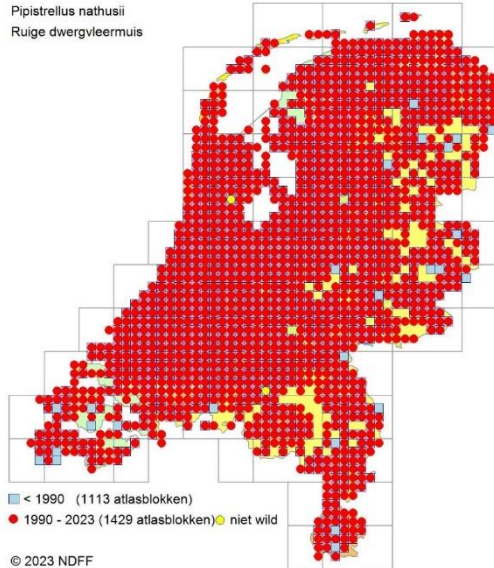 Pipistrellus nathusii
Ruige dwergvleermuis
< 1990 (1113 atlasblokken)
1990 - 2023 (1429 atlasblokken) niet wild
© 2023 NDFF